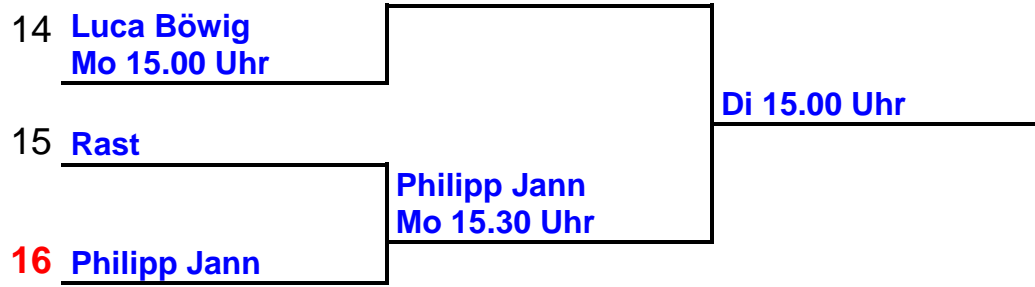 14 Luca Böwig
Mo 15.00 Uhr
Di 15.00 Uhr
15 Rast
Philipp Jann
Mo 15.30 Uhr
16 Philipp Jann